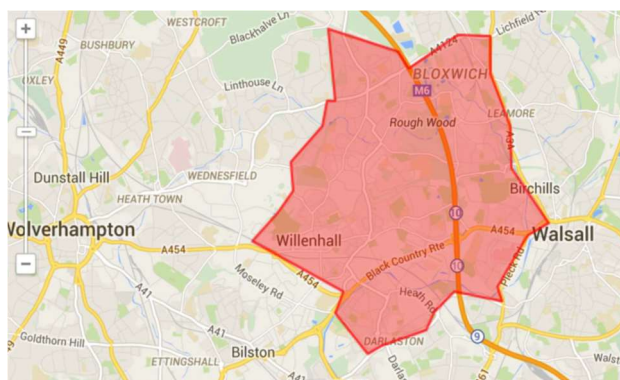 WESTCROFT
Blackhalve Ln
Lichfield
A449
BUSHBURY
A4124
BLOXWICH
OXLEY
Linthouse Ln
M6
LEAMORE
Rough Wood
A34
Dunstall Hill
WEDNESFIELD
Birchills
HEATH TOWN
10
Wolverhampton
Willenhall
A454
Walsall
A454
Black Country Rte
Pleck Rd
Moseley Rd
A454
10
A41
Heath Rd
A41
9
Goldthorn Hill
DARLASTON
Bilston
ETTINGSHALL
Darla
Walst
A461